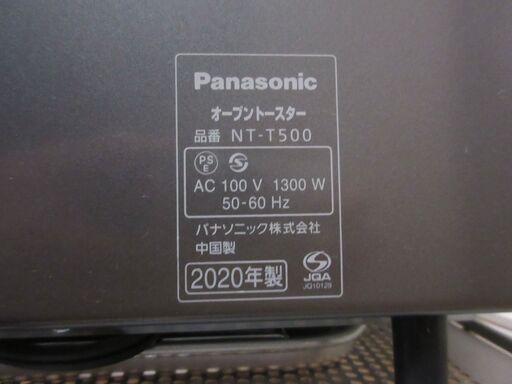 Panasonic
オーブントースター
品番 NT-T500
PS
E
AC 100 V 1300 W
50-60 Hz
パナソニック株式会社
中国製
2020年製
JQA
JQ10129